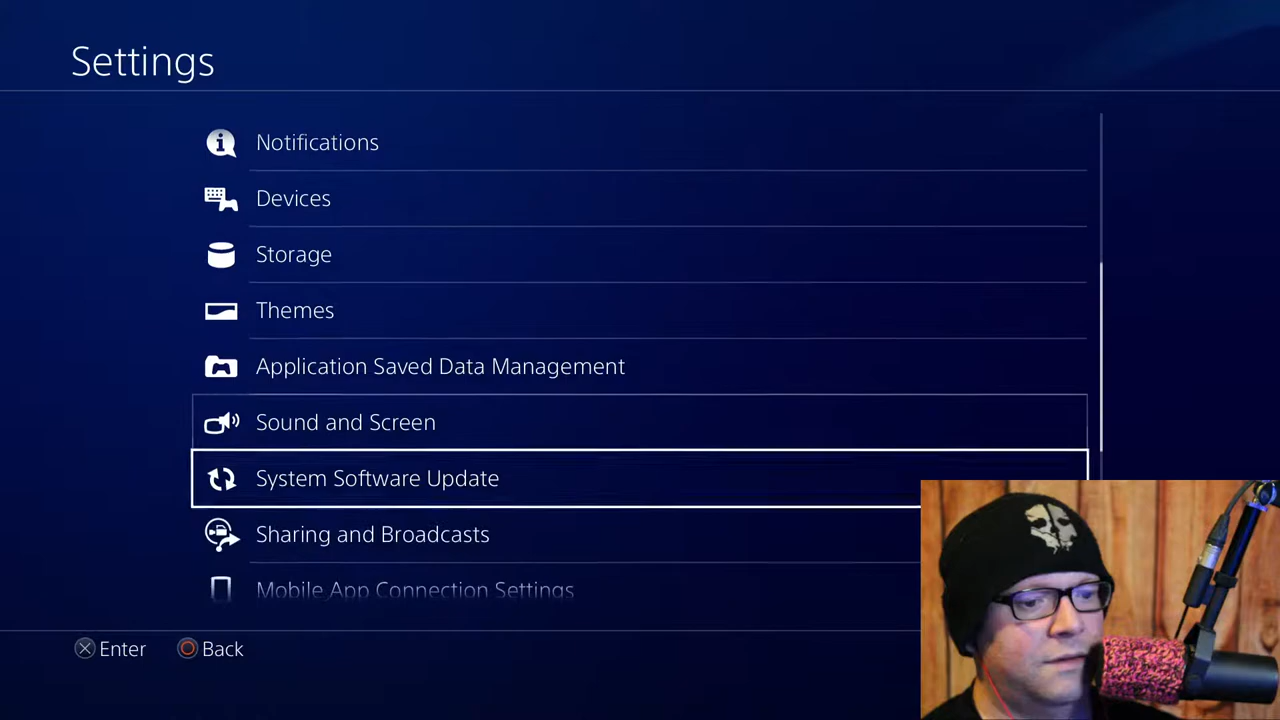 Settings
Notifications
Devices
Storage
Themes
Application Saved Data Management
Sound and Screen
System Software Update
Sharing and Broadcasts
Mobile App Connection Settings
Enter Back